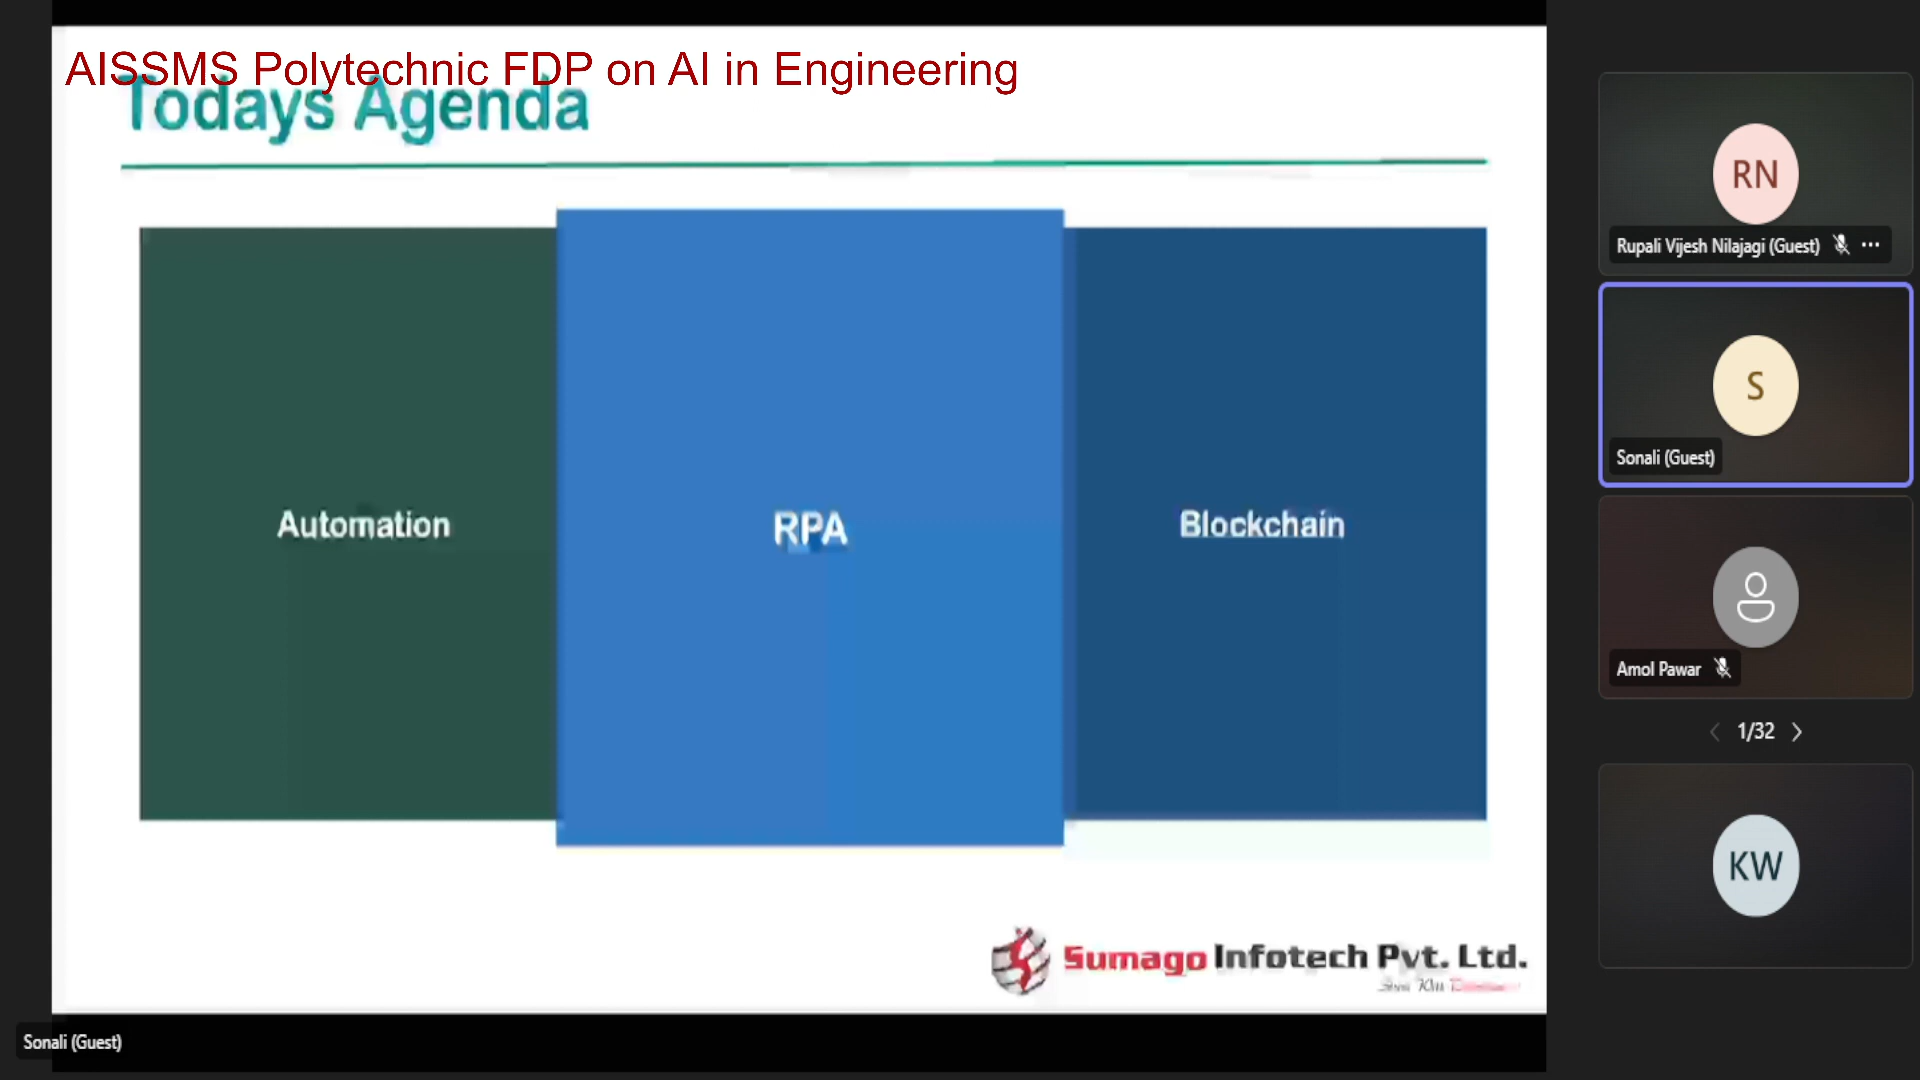 AISSMS Polytechnic FDP on AI in Engineering
Todays Agenda
Automation
RPA
Blockchain
Sumago Infotech Pvt. Ltd.
Sonali (Guest)
RN
Rupali Vijesh Nilajagi (Guest)
S
Sonali (Guest)
Amol Pawar
1/32
KW